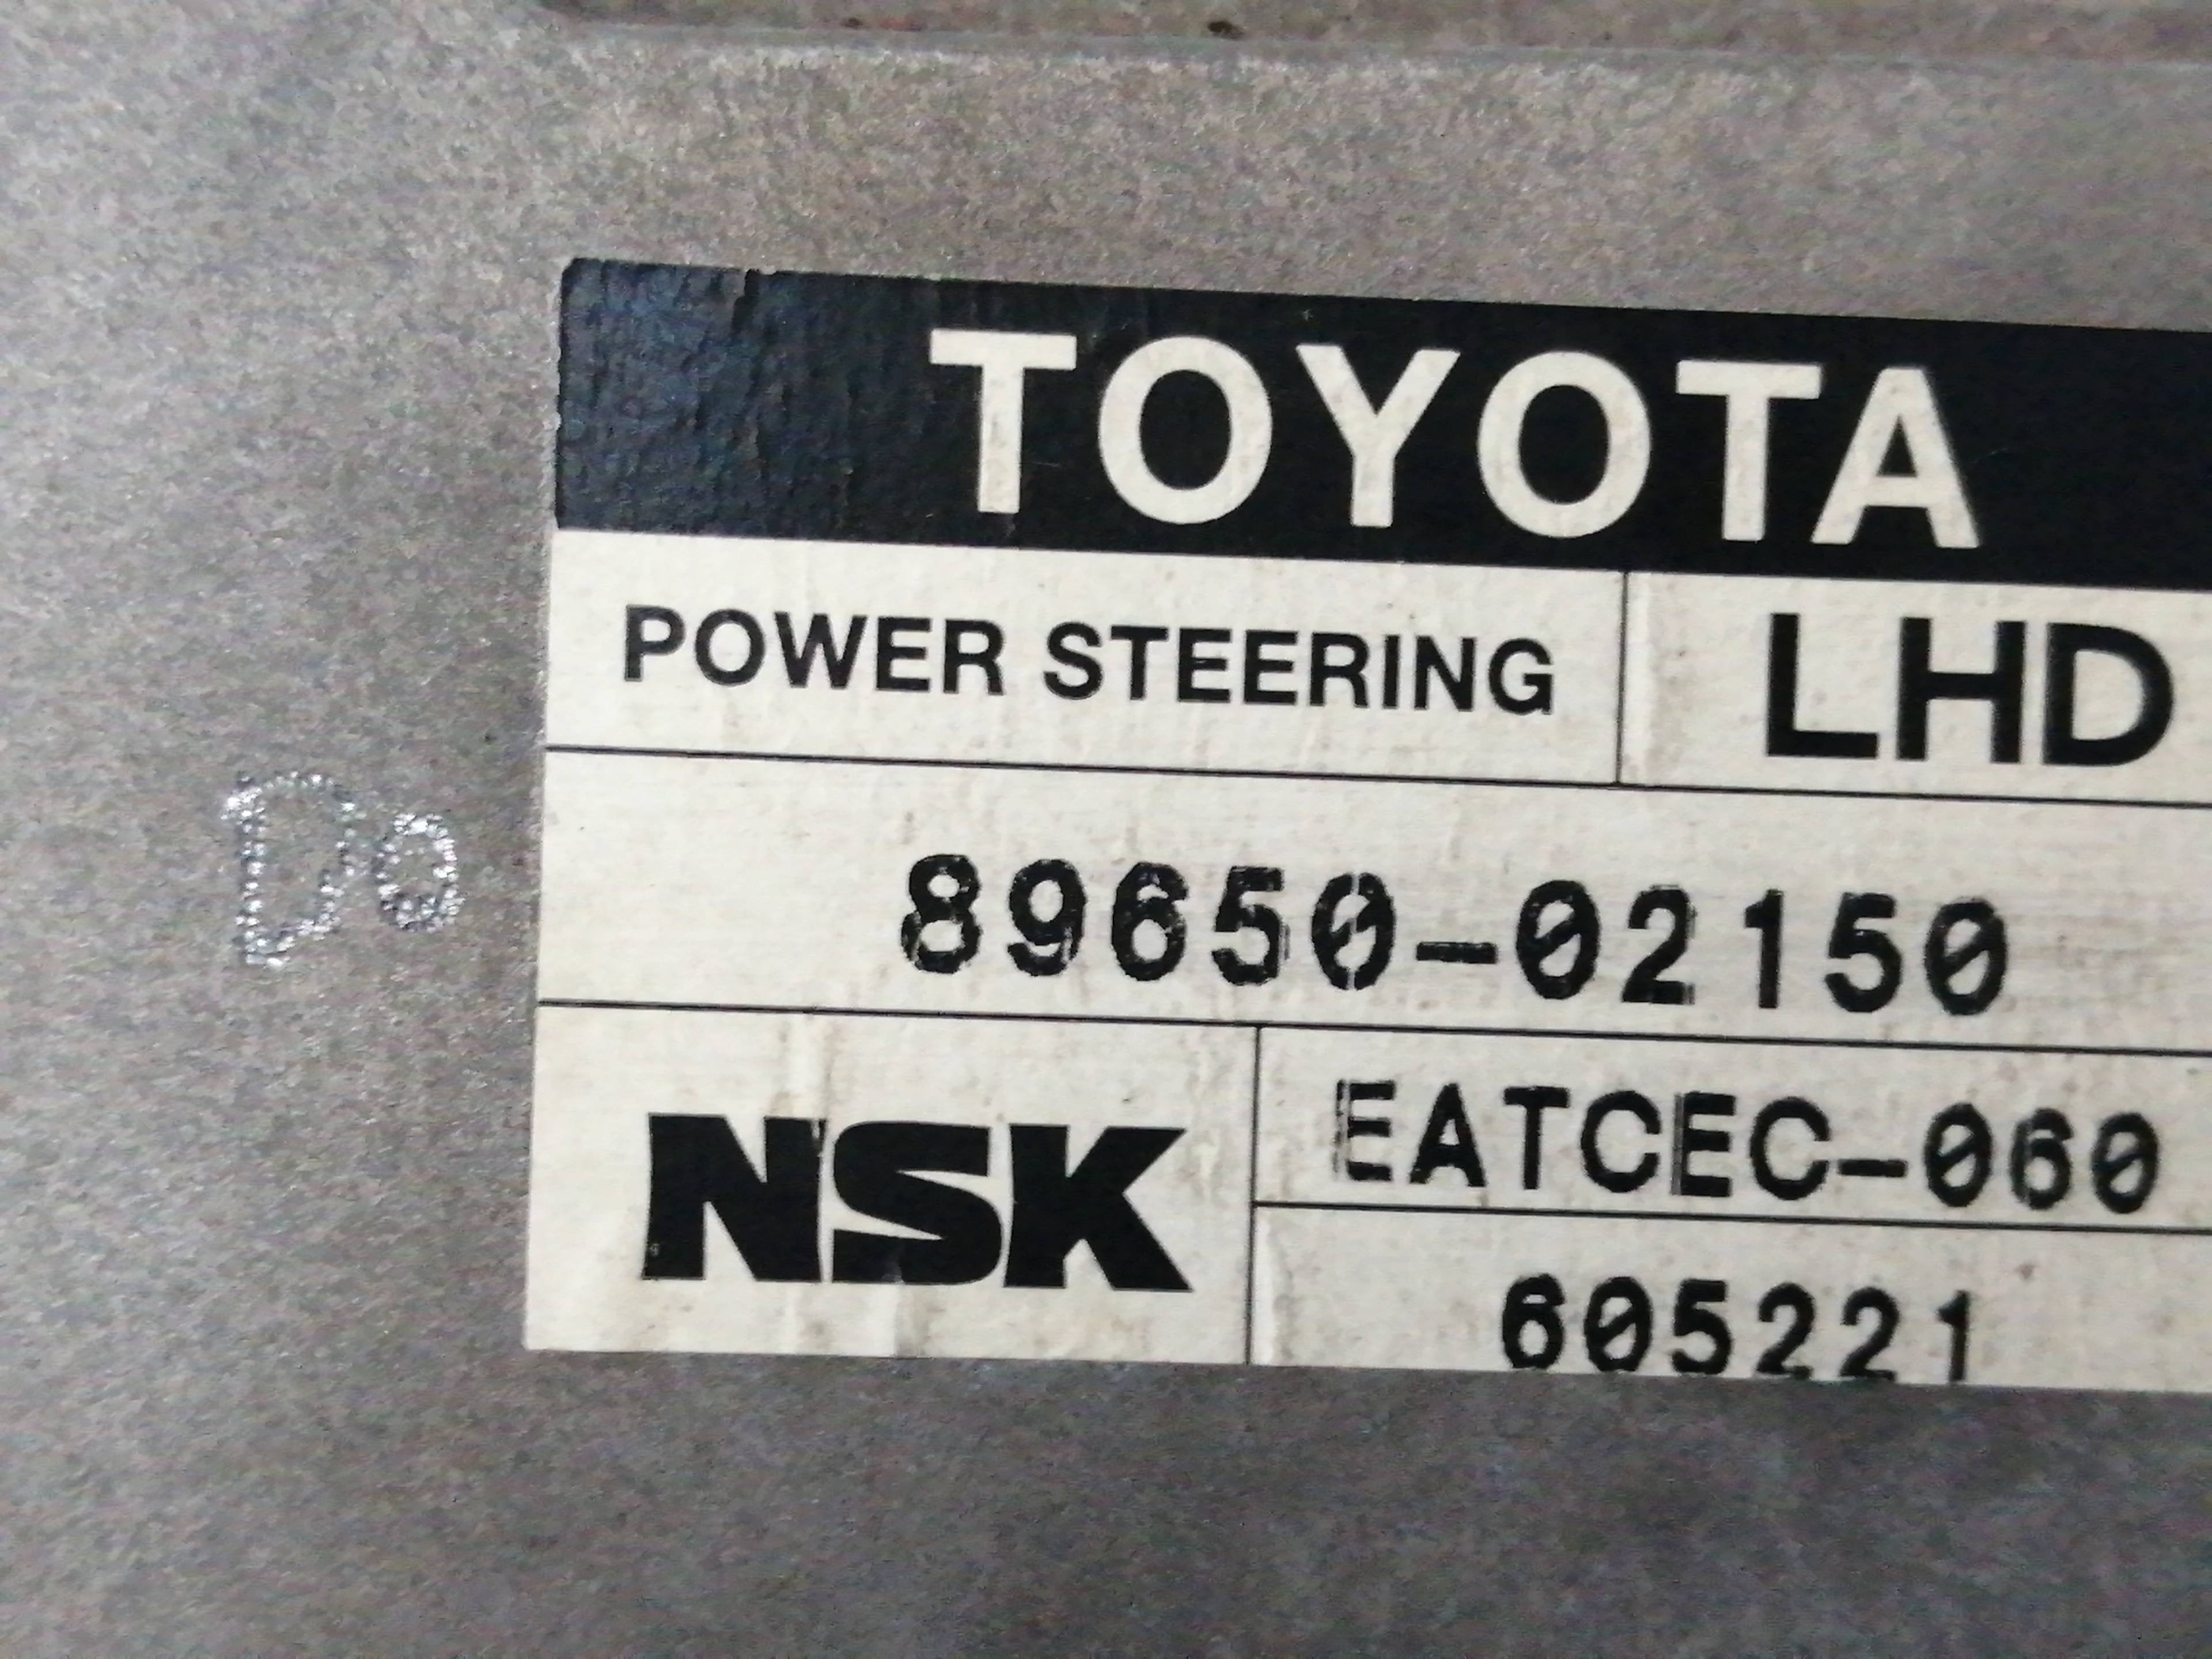 TOYOTA
POWER STEERING LHD
89650-02150
NSK EATCEC-060
605221